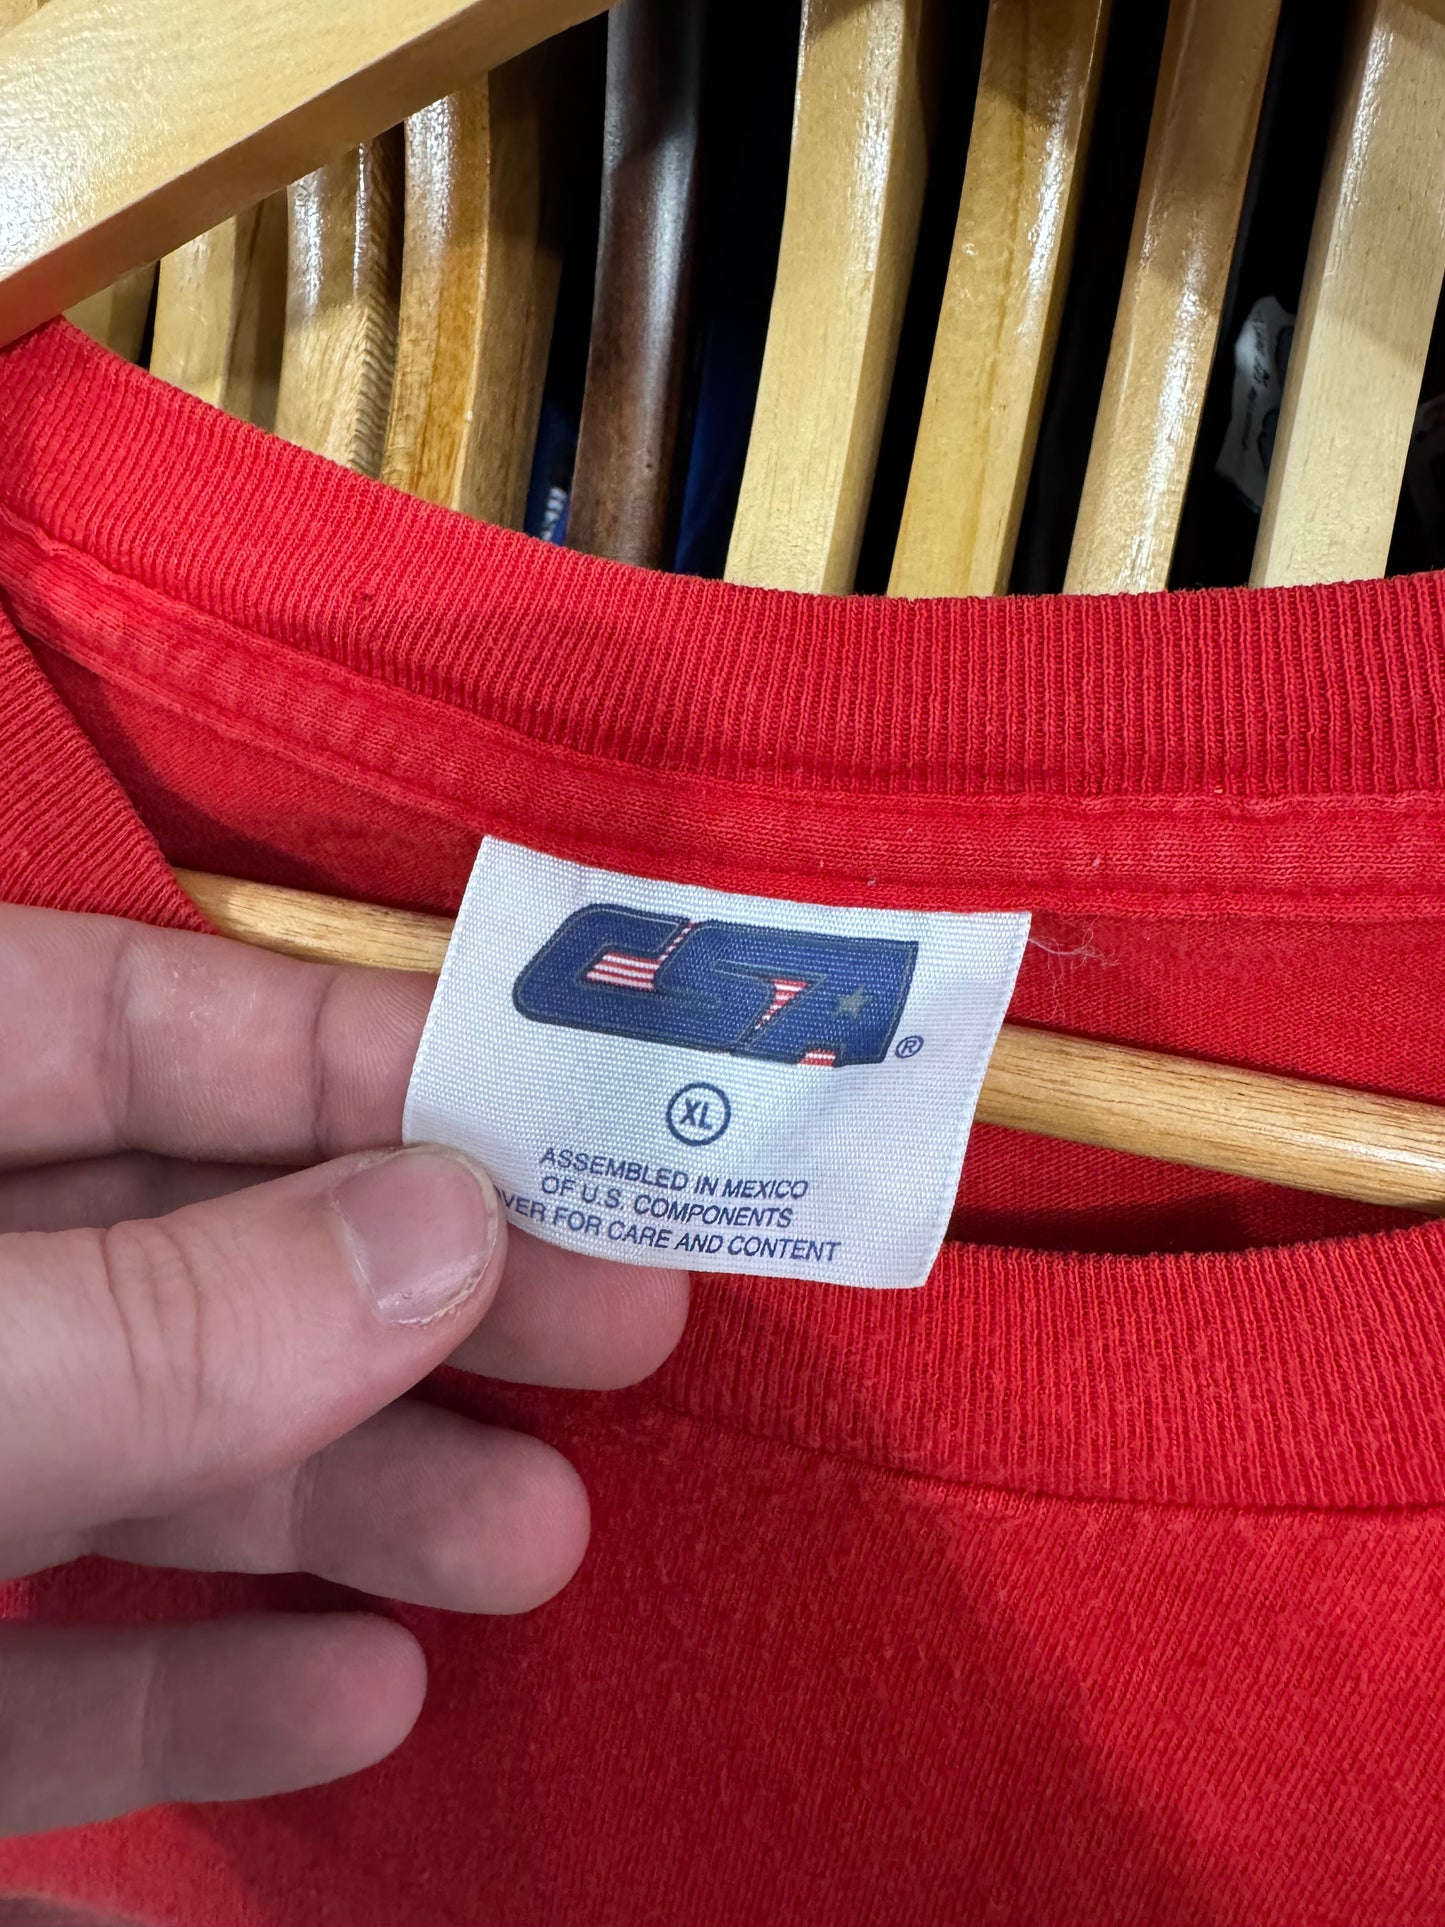 CSA ®
XL
ASSEMBLED IN MEXICO
OF U.S. COMPONENTS
OVER FOR CARE AND CONTENT